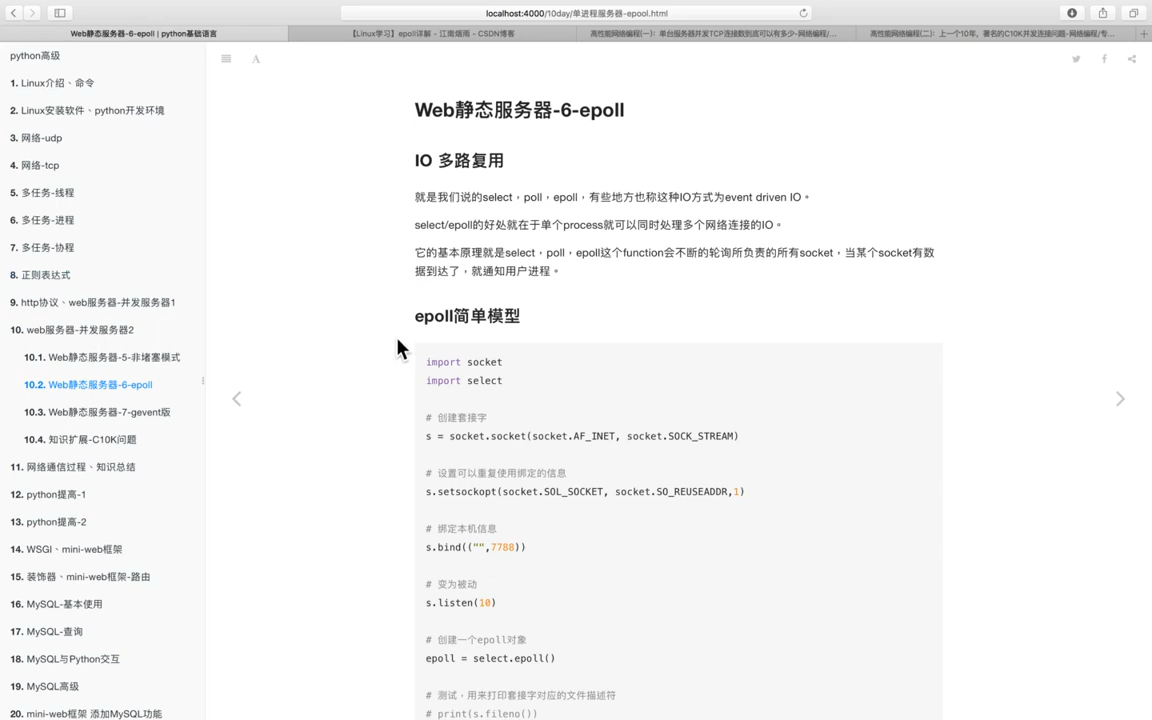 localhost:4000/10day/单进程服务器-epool.html
Web静态服务器-6-epoll | python基础语言
【Linux学习】epoll详解 - 江南烟雨 - CSDN博客
高性能网络编程(一)：单台服务器并发TCP连接数到底可以有多少-网络编程/...
高性能网络编程(二)：上一个10年，著名的C10K并发连接问题-网络编程/专...
python高级
1. Linux介绍、命令
2. Linux安装软件、python开发环境
3. 网络-udp
4. 网络-tcp
5. 多任务-线程
6. 多任务-进程
7. 多任务-协程
8. 正则表达式
9. http协议、web服务器-并发服务器1
10. web服务器-并发服务器2
10.1. Web静态服务器-5-非堵塞模式
10.2. Web静态服务器-6-epoll
10.3. Web静态服务器-7-gevent版
10.4. 知识扩展-C10K问题
11. 网络通信过程、知识总结
12. python提高-1
13. python提高-2
14. WSGI、mini-web框架
15. 装饰器、mini-web框架-路由
16. MySQL-基本使用
17. MySQL-查询
18. MySQL与Python交互
19. MySQL高级
20. mini-web框架 添加MySQL功能
A
Web静态服务器-6-epoll
IO 多路复用
就是我们说的select，poll，epoll，有些地方也称这种IO方式为event driven IO。
select/epoll的好处就在于单个process就可以同时处理多个网络连接的IO。
它的基本原理就是select，poll，epoll这个function会不断的轮询所负责的所有socket，当某个socket有数
据到达了，就通知用户进程。
epoll简单模型
import socket
import select
# 创建套接字
s = socket.socket(socket.AF_INET, socket.SOCK_STREAM)
# 设置可以重复使用绑定的信息
s.setsockopt(socket.SOL_SOCKET, socket.SO_REUSEADDR,1)
# 绑定本机信息
s.bind(("",7788))
# 变为被动
s.listen(10)
# 创建一个epoll对象
epoll = select.epoll()
# 测试，用来打印套接字对应的文件描述符
# print(s.fileno())